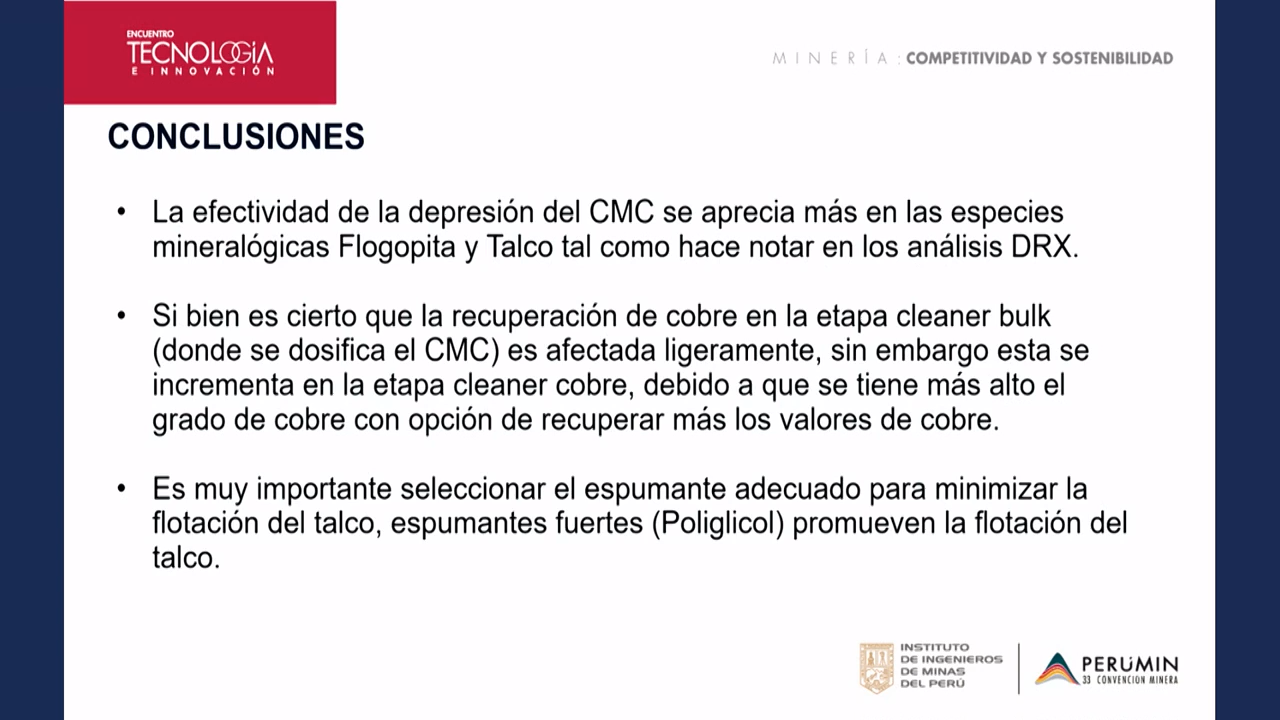 ENCUENTRO
TECNOLOGÍA
E INNOVACIÓN
MINERÍA: COMPETITIVIDAD Y SOSTENIBILIDAD
CONCLUSIONES
• La efectividad de la depresión del CMC se aprecia más en las especies
mineralógicas Flogopita y Talco tal como hace notar en los análisis DRX.
• Si bien es cierto que la recuperación de cobre en la etapa cleaner bulk
(donde se dosifica el CMC) es afectada ligeramente, sin embargo esta se
incrementa en la etapa cleaner cobre, debido a que se tiene más alto el
grado de cobre con opción de recuperar más los valores de cobre.
• Es muy importante seleccionar el espumante adecuado para minimizar la
flotación del talco, espumantes fuertes (Poliglicol) promueven la flotación del
talco.
INSTITUTO
DE INGENIEROS
DE MINAS
DEL PERÚ
PERÚMIN
33 CONVENCIÓN MINERA